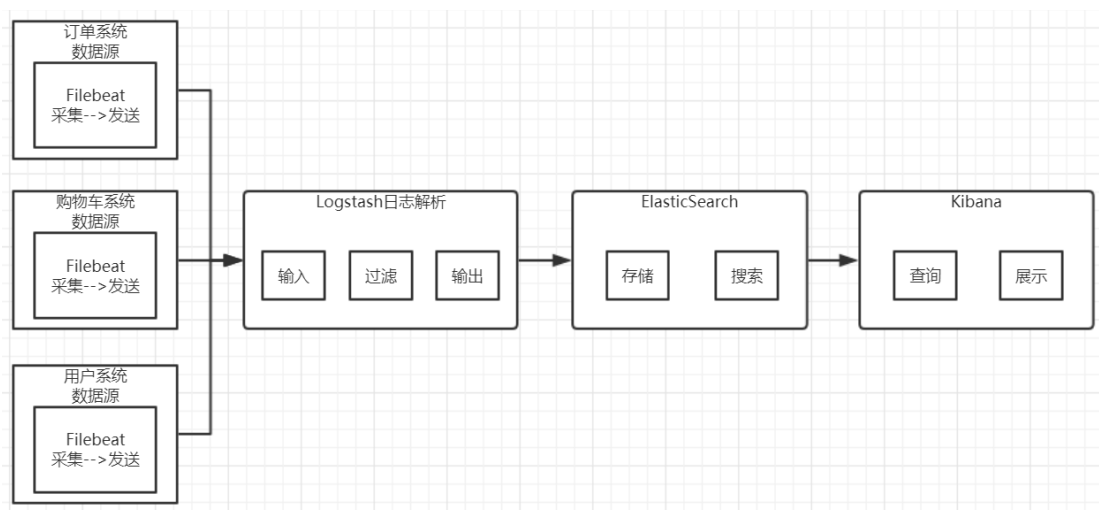 订单系统
数据源
Filebeat
采集-->发送
购物车系统
数据源
Filebeat
采集-->发送
用户系统
数据源
Filebeat
采集-->发送
Logstash日志解析
输入
过滤
输出
ElasticSearch
存储
搜索
Kibana
查询
展示